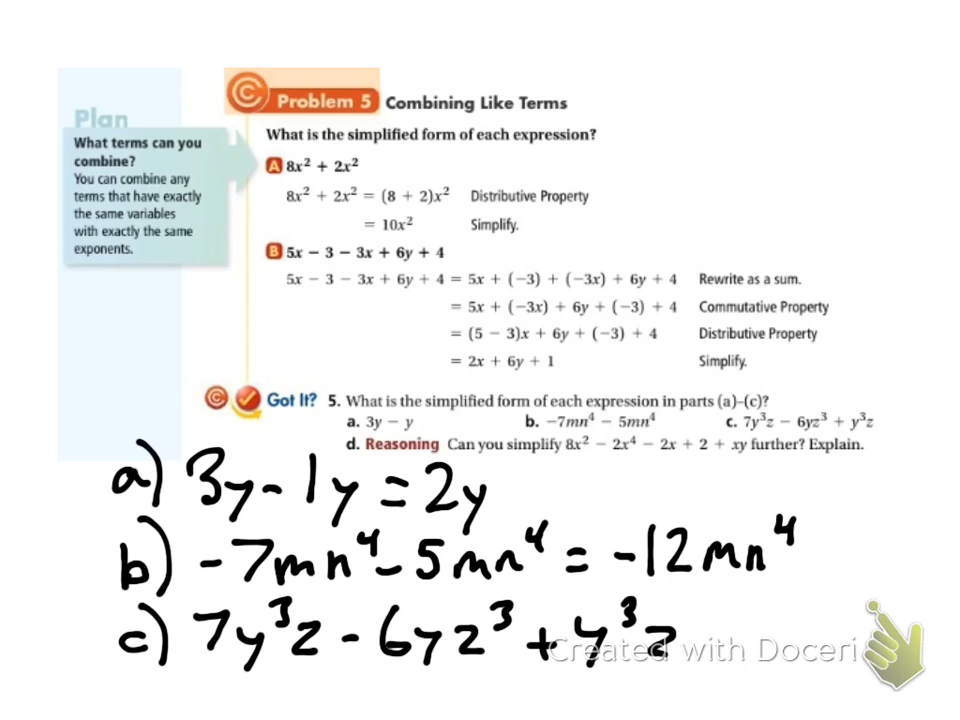 Plan
What terms can you
combine?
You can combine any
terms that have exactly
the same variables
with exactly the same
exponents.
C Problem 5 Combining Like Terms
What is the simplified form of each expression?
A 8x² + 2x²
8x² + 2x² = (8 + 2)x² Distributive Property
= 10x² Simplify.
B 5x − 3 − 3x + 6y + 4
5x − 3 − 3x + 6y + 4 = 5x + (−3) + (−3x) + 6y + 4 Rewrite as a sum.
= 5x + (−3x) + 6y + (−3) + 4 Commutative Property
= (5 − 3)x + 6y + (−3) + 4 Distributive Property
= 2x + 6y + 1 Simplify.
C Got It? 5. What is the simplified form of each expression in parts (a)–(c)?
a. 3y − y b. −7mn⁴ − 5mn⁴ c. 7y³z − 6yz³ + y³z
d. Reasoning Can you simplify 8x² − 2x⁴ − 2x + 2 + xy further? Explain.
a) 3y - 1y = 2y
b) -7mn⁴ - 5mn⁴ = -12mn⁴
c) 7y³z - 6yz³ + y³z
Created with Doceri